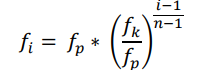 f_i = f_p * (f_k / f_p)^((i-1)/(n-1))